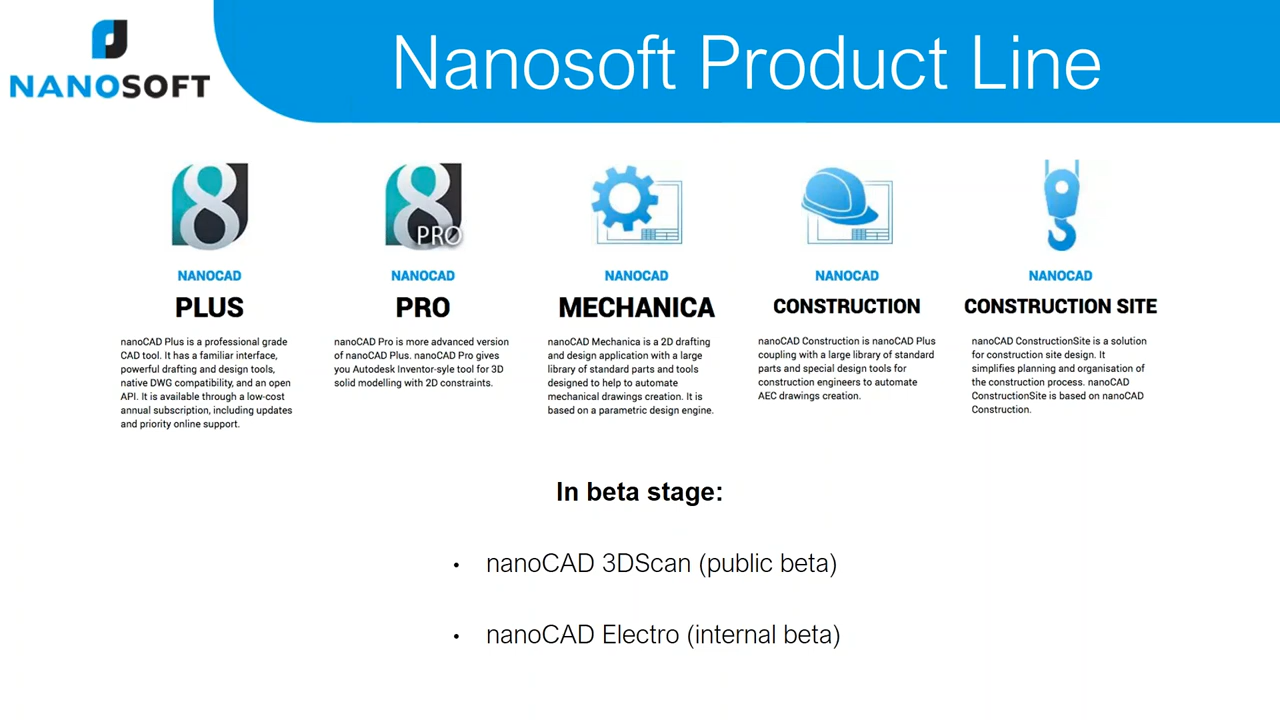 NANOSOFT
Nanosoft Product Line
8
8
PRO
NANOCAD
PLUS
nanoCAD Plus is a professional grade
CAD tool. It has a familiar interface,
powerful drafting and design tools,
native DWG compatibility, and an open
API. It is available through a low-cost
annual subscription, including updates
and priority online support.
NANOCAD
PRO
nanoCAD Pro is more advanced version
of nanoCAD Plus. nanoCAD Pro gives
you Autodesk Inventor-syle tool for 3D
solid modelling with 2D constraints.
NANOCAD
MECHANICA
nanoCAD Mechanica is a 2D drafting
and design application with a large
library of standard parts and tools
designed to help to automate
mechanical drawings creation. It is
based on a parametric design engine.
NANOCAD
CONSTRUCTION
nanoCAD Construction is nanoCAD Plus
coupling with a large library of standard
parts and special design tools for
construction engineers to automate
AEC drawings creation.
NANOCAD
CONSTRUCTION SITE
nanoCAD ConstructionSite is a solution
for construction site design. It
simplifies planning and organisation of
the construction process. nanoCAD
ConstructionSite is based on nanoCAD
Construction.
In beta stage:
• nanoCAD 3DScan (public beta)
• nanoCAD Electro (internal beta)